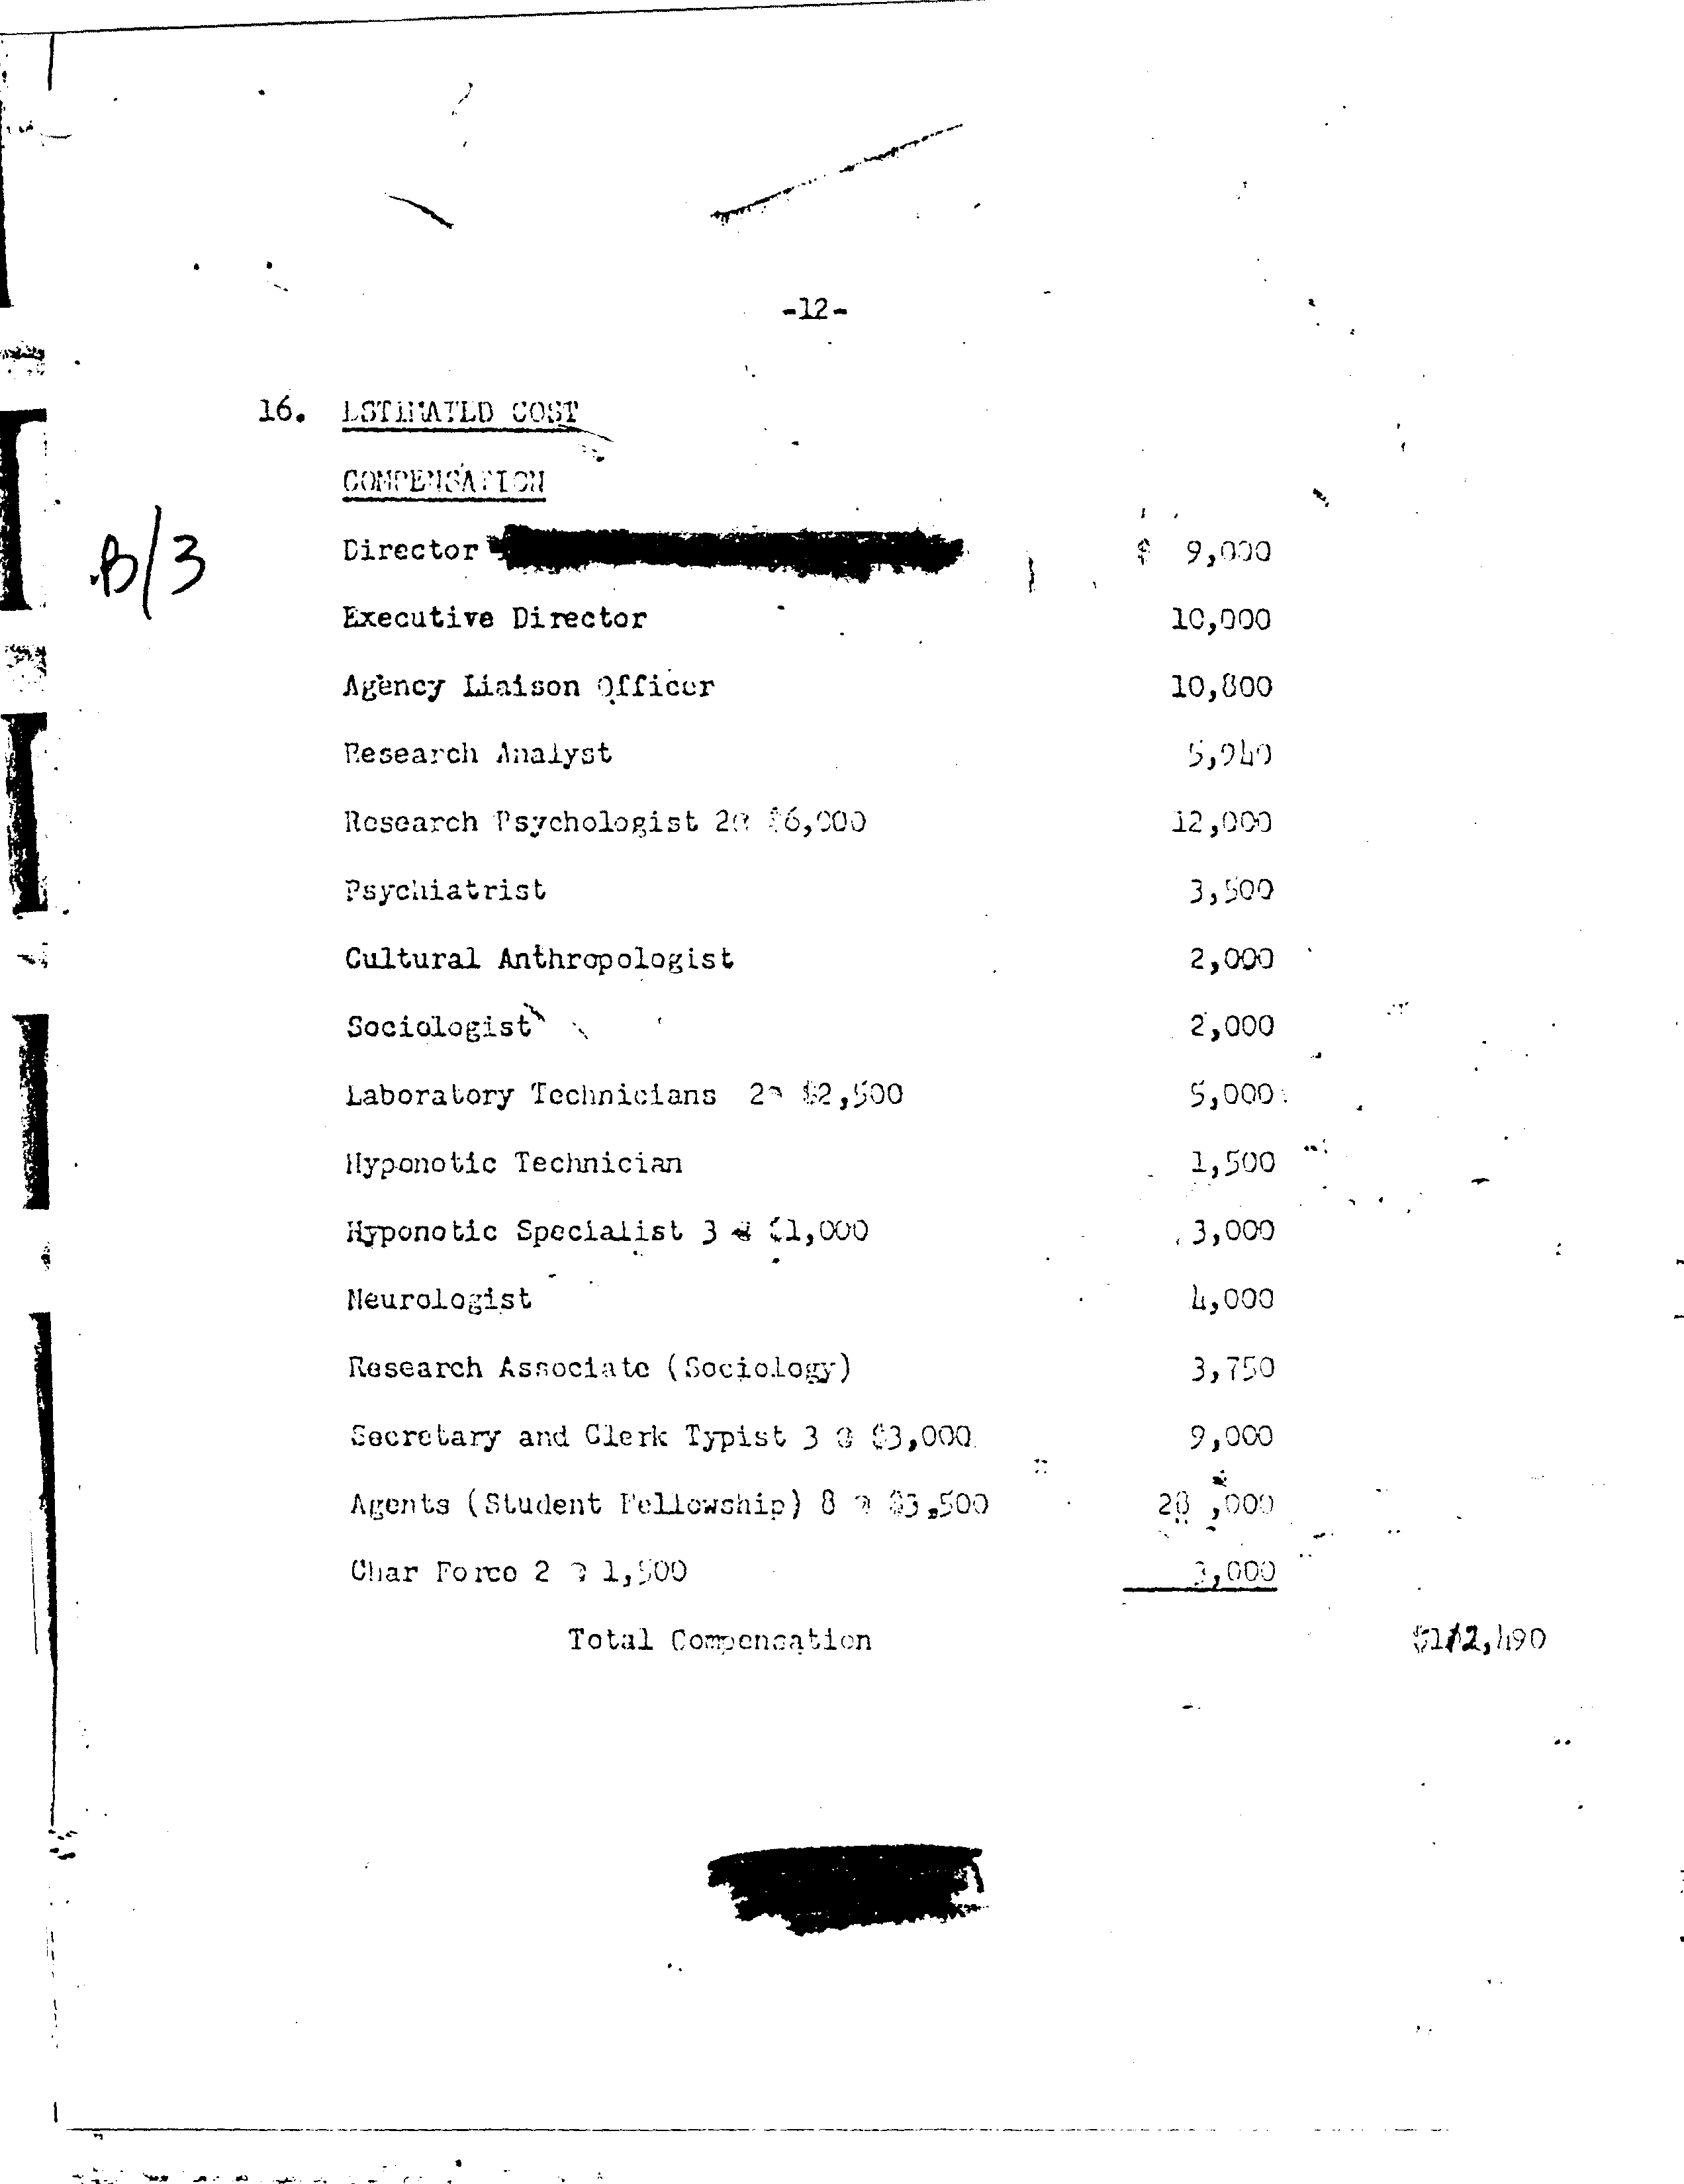 -12-
16. ESTIMATED COST
COMPENSATION
B/3
Director $ 9,000
Executive Director 10,000
Agency Liaison Officer 10,800
Research Analyst 5,940
Research Psychologist 2@ $6,000 12,000
Psychiatrist 3,500
Cultural Anthropologist 2,000
Sociologist 2,000
Laboratory Technicians 2@ $2,500 5,000
Hyponotic Technician 1,500
Hyponotic Specialist 3 @ $1,000 3,000
Neurologist 4,000
Research Associate (Sociology) 3,750
Secretary and Clerk Typist 3 @ $3,000 9,000
Agents (Student Fellowship) 8 @ $3,500 28,000
Char Force 2 @ 1,500 3,000
Total Compensation $112,490